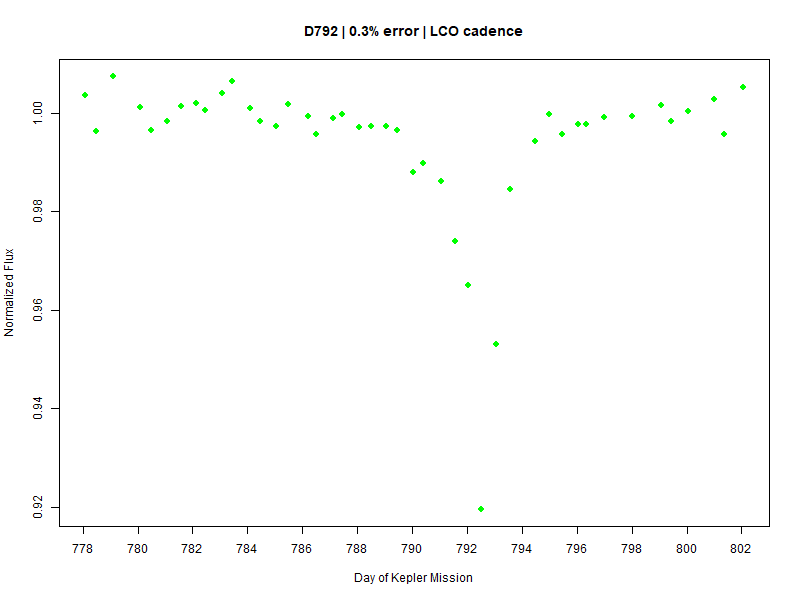 D792 | 0.3% error | LCO cadence
Normalized Flux
1.00
0.98
0.96
0.94
0.92
778 780 782 784 786 788 790 792 794 796 798 800 802
Day of Kepler Mission